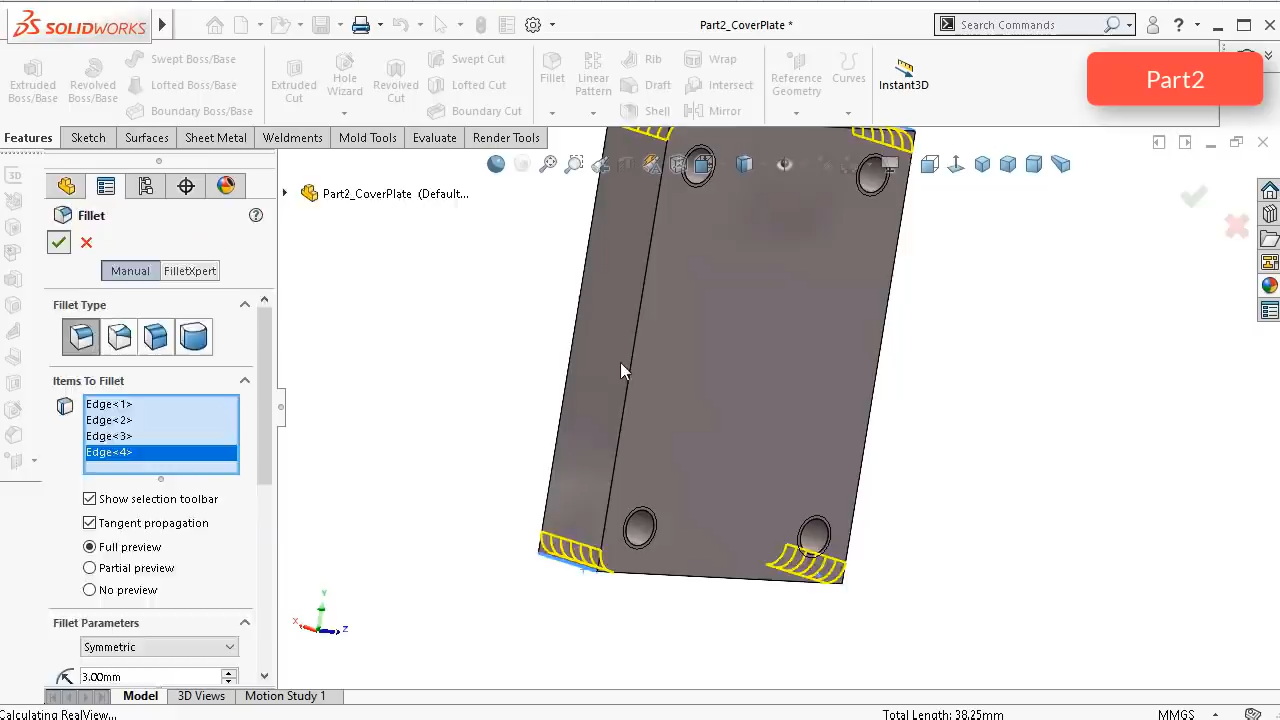 SOLIDWORKS
Part2_CoverPlate *
Search Commands
Part2
Extruded
Boss/Base
Revolved
Boss/Base
Swept Boss/Base
Lofted Boss/Base
Boundary Boss/Base
Extruded
Cut
Hole
Wizard
Revolved
Cut
Swept Cut
Lofted Cut
Boundary Cut
Fillet
Linear
Pattern
Rib
Draft
Shell
Wrap
Intersect
Mirror
Reference
Geometry
Curves
Instant3D
Features
Sketch
Surfaces
Sheet Metal
Weldments
Mold Tools
Evaluate
Render Tools
Part2_CoverPlate (Default...
Fillet
Manual
FilletXpert
Fillet Type
Items To Fillet
Edge<1>
Edge<2>
Edge<3>
Edge<4>
Show selection toolbar
Tangent propagation
Full preview
Partial preview
No preview
Fillet Parameters
Symmetric
3.00mm
Y
X
Z
Model
3D Views
Motion Study 1
Calculating RealView...
Total Length: 38.25mm
MMGS